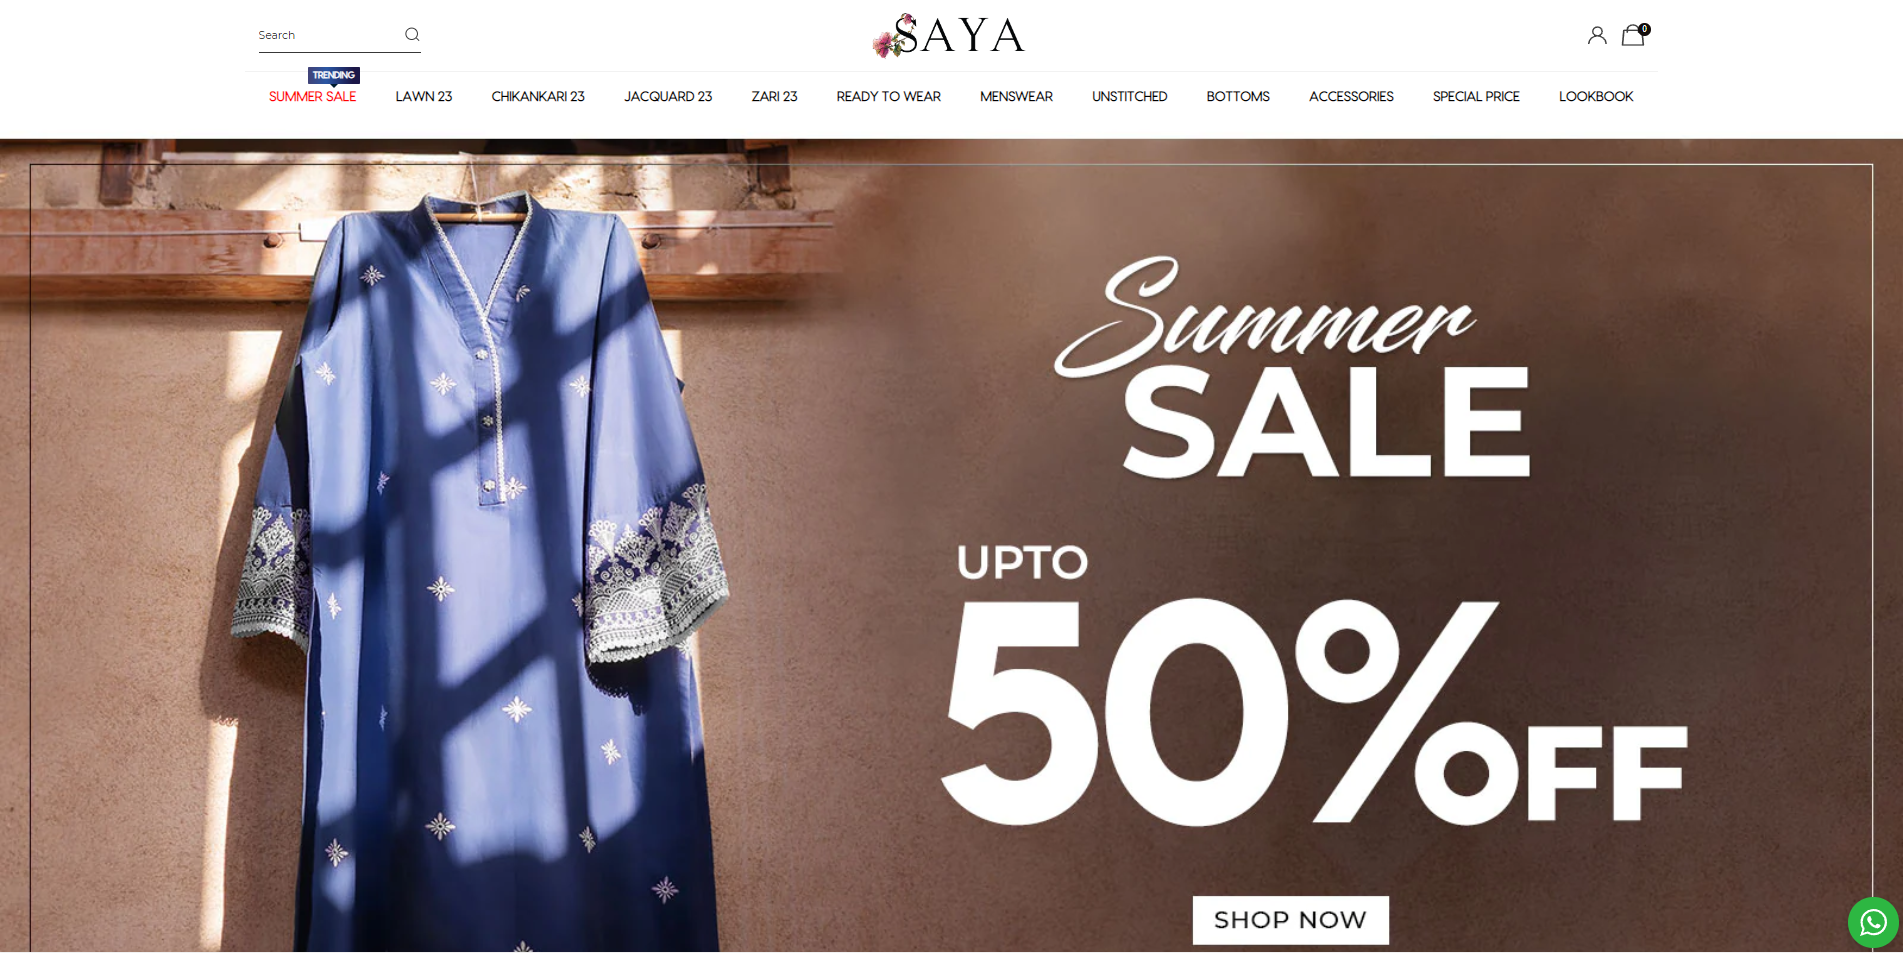 Search
SAYA
0
TRENDING
SUMMER SALE LAWN 23 CHIKANKARI 23 JACQUARD 23 ZARI 23 READY TO WEAR MENSWEAR UNSTITCHED BOTTOMS ACCESSORIES SPECIAL PRICE LOOKBOOK
Summer
SALE
UPTO
50% OFF
SHOP NOW